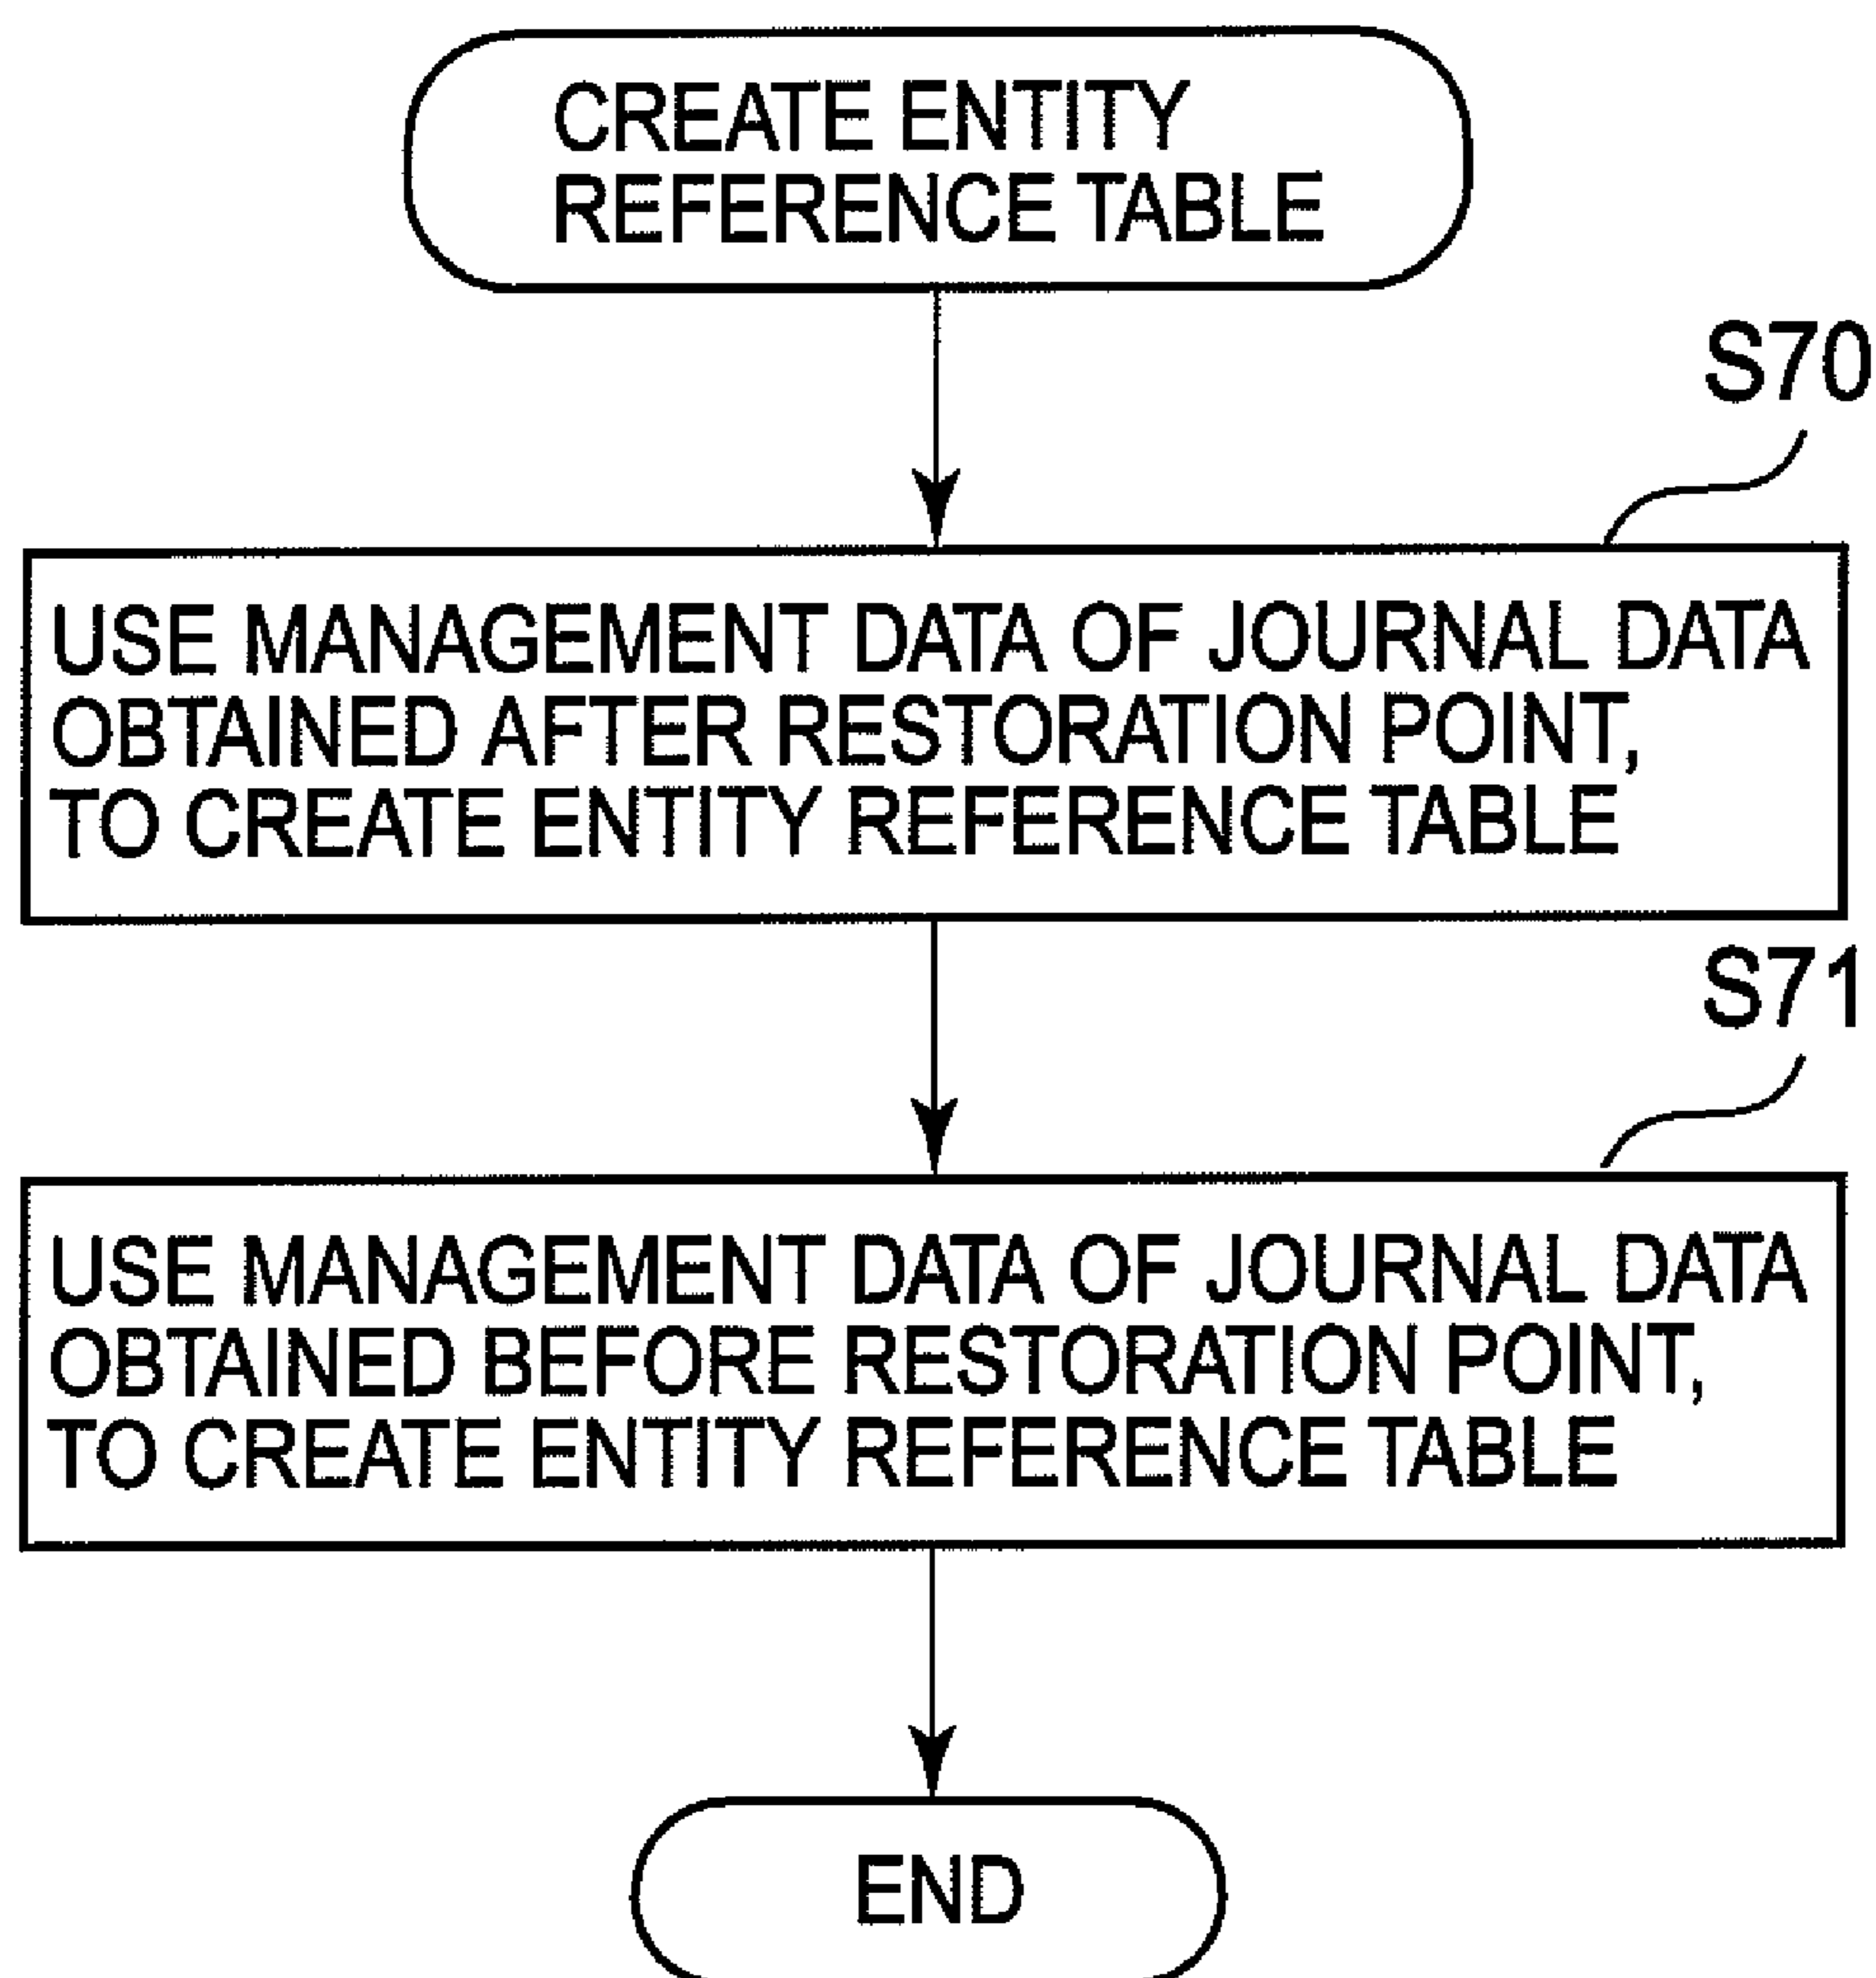 CREATE ENTITY
REFERENCE TABLE
S70
USE MANAGEMENT DATA OF JOURNAL DATA
OBTAINED AFTER RESTORATION POINT,
TO CREATE ENTITY REFERENCE TABLE
S71
USE MANAGEMENT DATA OF JOURNAL DATA
OBTAINED BEFORE RESTORATION POINT,
TO CREATE ENTITY REFERENCE TABLE
END